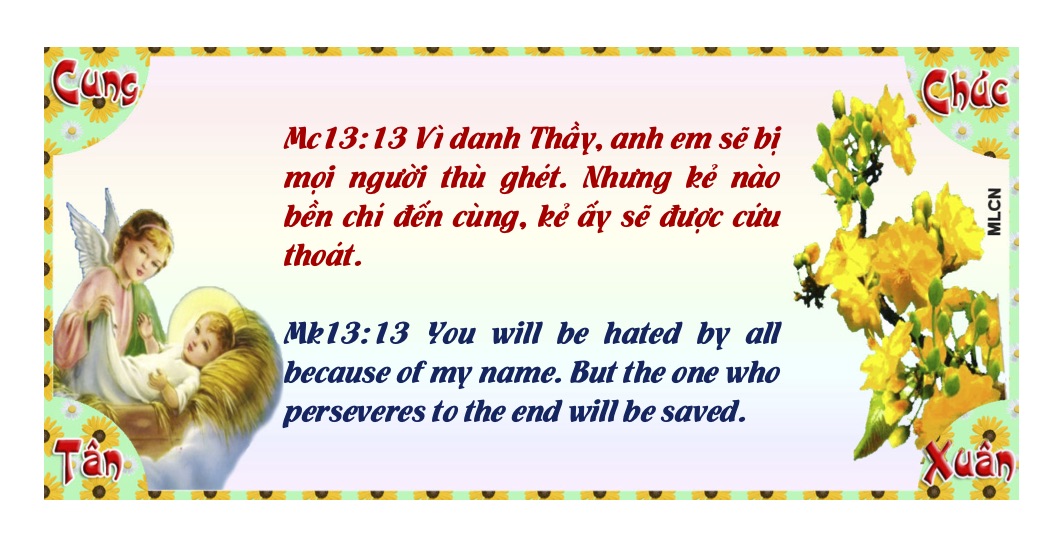 Cung
Chúc
Mc13:13 Vì danh Thầy, anh em sẽ bị
mọi người thù ghét. Nhưng kẻ nào
bền chí đến cùng, kẻ ấy sẽ được cứu
thoát.
MLCN
Mk13:13 You will be hated by all
because of my name. But the one who
perseveres to the end will be saved.
Tân
Xuân